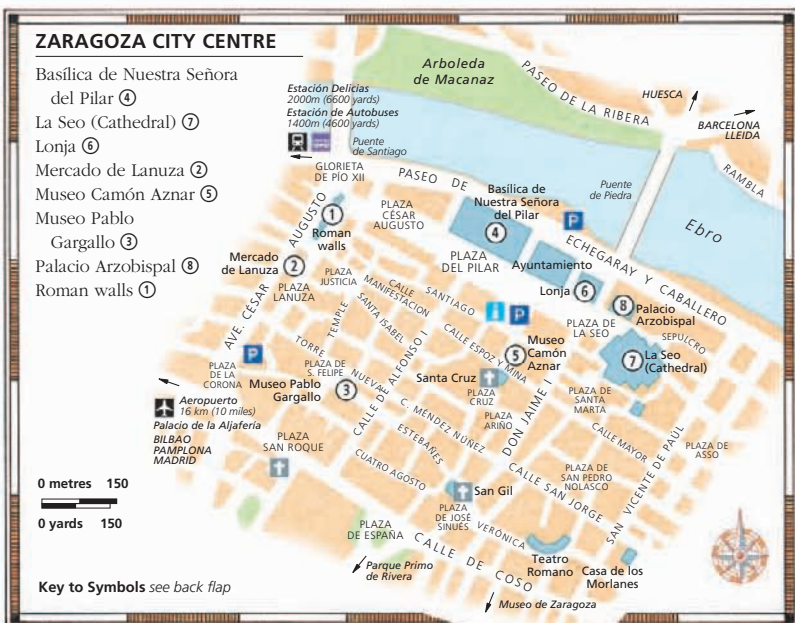 ZARAGOZA CITY CENTRE
Basílica de Nuestra Señora
del Pilar ④
La Seo (Cathedral) ⑦
Lonja ⑥
Mercado de Lanuza ②
Museo Camón Aznar ⑤
Museo Pablo
Gargallo ③
Palacio Arzobispal ⑧
Roman walls ①
Arboleda
de Macanaz
PASEO DE LA RIBERA
HUESCA
BARCELONA
LLEIDA
RAMBLA
Estación Delicias
2000m (6600 yards)
Estación de Autobuses
1400m (4600 yards)
Puente
de Santiago
GLORIETA
DE PÍO XII
PASEO DE
ECHEGARAY Y CABALLERO
Puente
de Piedra
Ebro
①
Roman
walls
PLAZA
CÉSAR
AUGUSTO
Basílica de
Nuestra Señora
del Pilar
④
P
PLAZA
DEL PILAR
Ayuntamiento
Lonja ⑥
⑧
Palacio
Arzobispal
AVE. CÉSAR AUGUSTO
Mercado
de Lanuza ②
PLAZA
LANUZA
PLAZA
JUSTICIA
CALLE
MANIFESTACION
SANTIAGO
SANTA ISABEL
TEMPLE
i P
PLAZA DE
LA SEO
SEPULCRO
⑦ La Seo
(Cathedral)
CALLE ESPOZ Y MINA
Museo
⑤ Camón
Aznar
P
TORRE NUEVA
PLAZA DE
S. FELIPE
CALLE DE ALFONSO I
Santa Cruz
PLAZA
CRUZ
DON JAIME I
PLAZA
DE LA
CORONA
Museo Pablo
Gargallo ③
PLAZA DE
SANTA
MARTA
PLAZA
ARIÑO
Aeropuerto
16 km (10 miles)
Palacio de la Aljafería
BILBAO
PAMPLONA
MADRID
C. MÉNDEZ NÚÑEZ
CALLE MAYOR
SAN VICENTE DE PAÚL
PLAZA DE
ASSO
PLAZA
SAN ROQUE
ESTEBAÑES
CUATRO AGOSTO
CALLE SAN JORGE
PLAZA DE
SAN PEDRO
NOLASCO
San Gil
0 metres 150
0 yards 150
PLAZA
DE JOSÉ
SINUÉS
VERÓNICA
PLAZA
DE ESPAÑA
CALLE DE COSO
Teatro
Romano
Casa de los
Morlanes
Parque Primo
de Rivera
Museo de Zaragoza
Key to Symbols see back flap